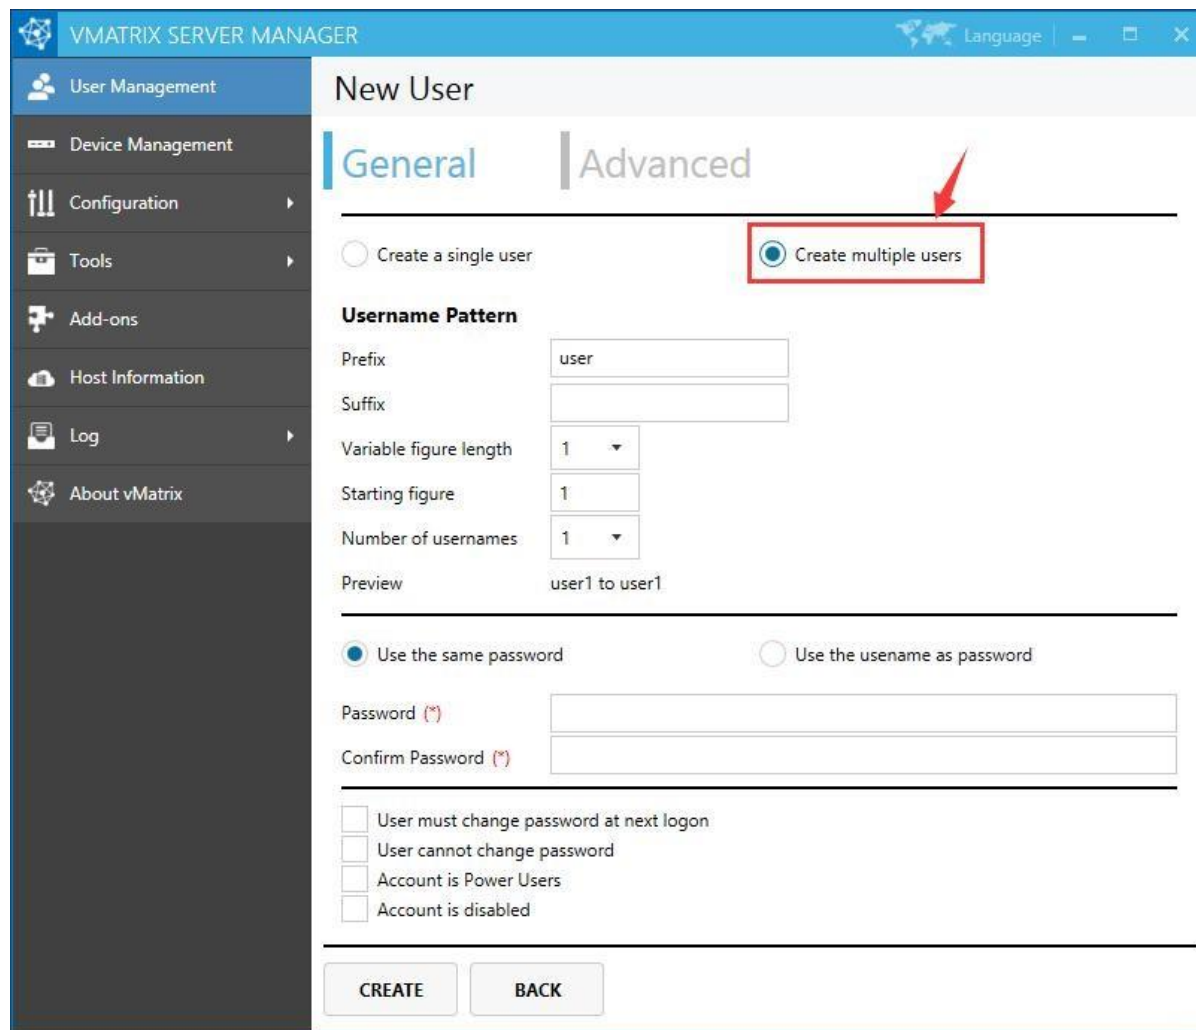 VMATRIX SERVER MANAGER
Language
User Management
Device Management
Configuration
Tools
Add-ons
Host Information
Log
About vMatrix
New User
General Advanced
Create a single user Create multiple users
Username Pattern
Prefix user
Suffix
Variable figure length 1
Starting figure 1
Number of usernames 1
Preview user1 to user1
Use the same password Use the usename as password
Password (*)
Confirm Password (*)
User must change password at next logon
User cannot change password
Account is Power Users
Account is disabled
CREATE BACK